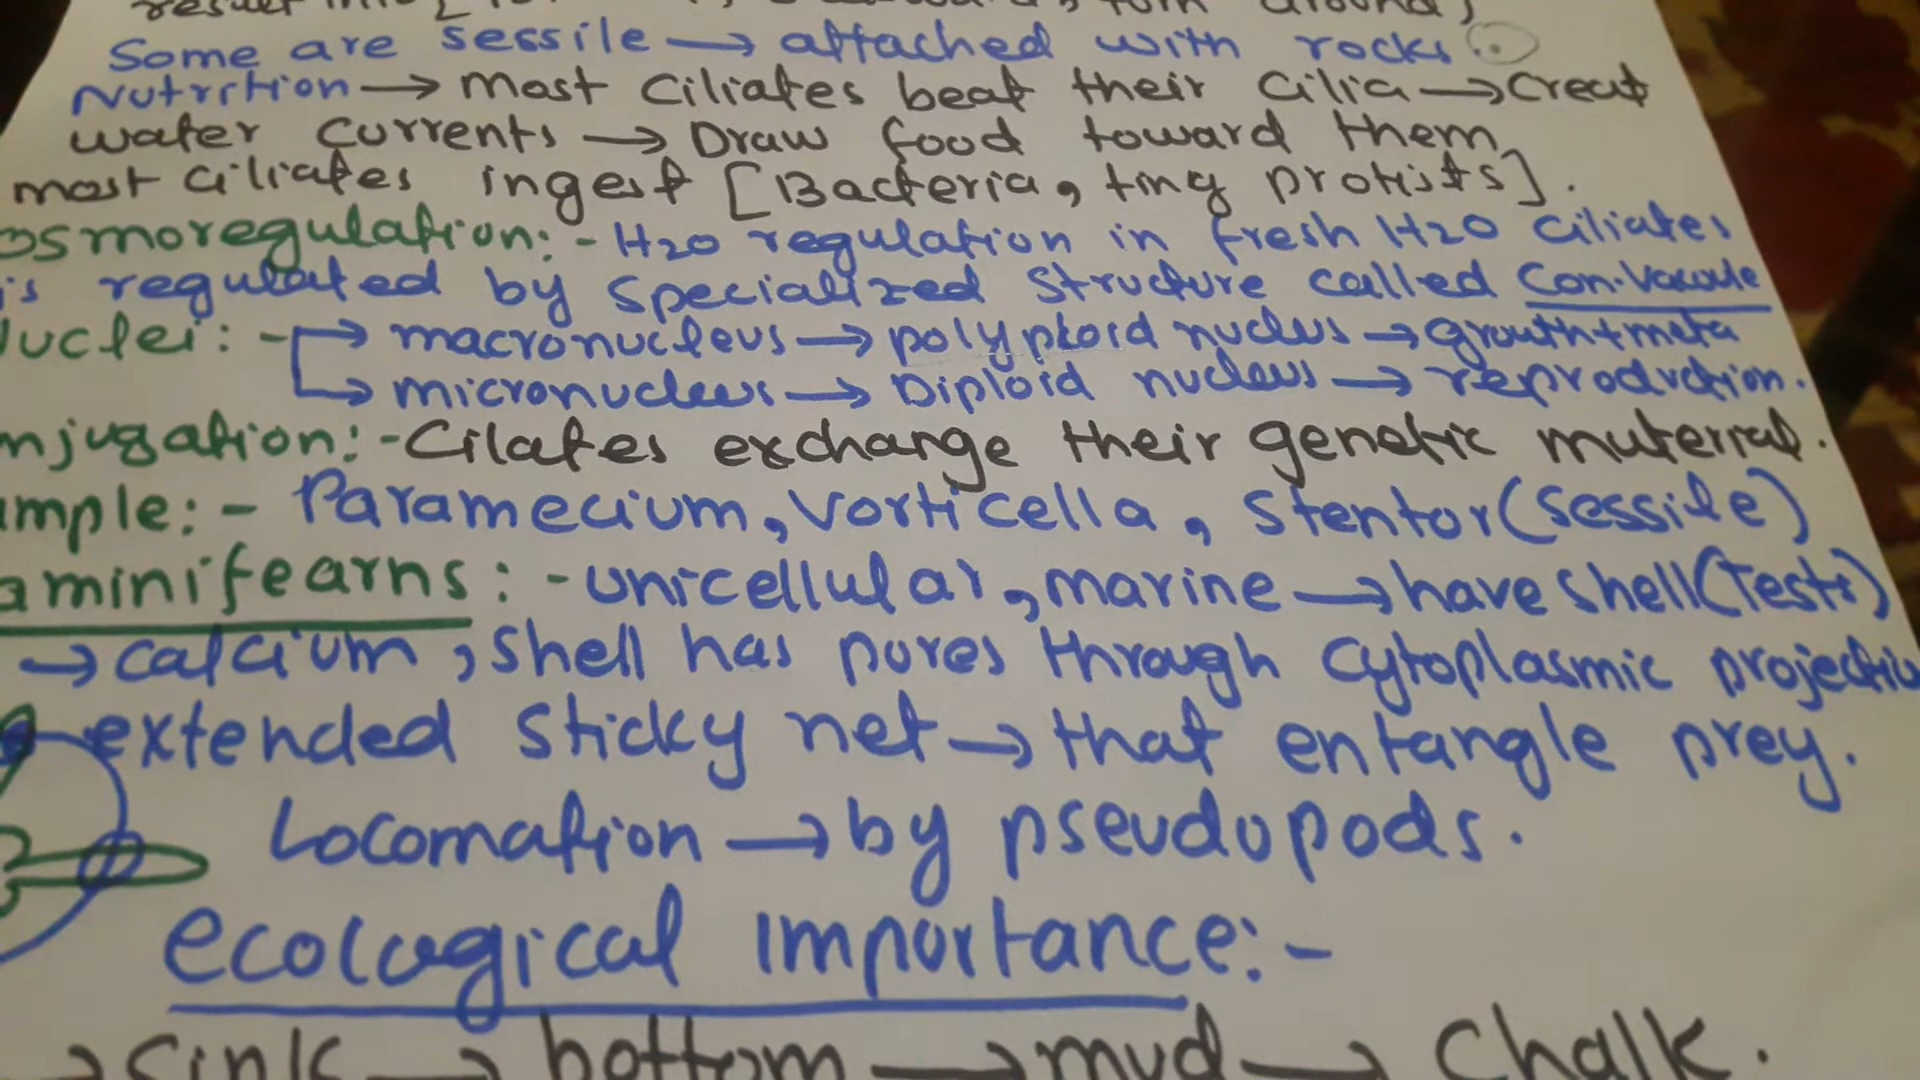 Some are sessile → attached with rocks
Nutrition → most ciliates beat their cilia → Creat
water currents → Draw food toward them
most ciliates ingest [Bacteria, tiny protists].
osmoregulation:- H2O regulation in fresh H2O ciliates
is regulated by specialized structure called Con.Vacuole
Nuclei:- → macronucleus → polyploid nucleus → growth+meta
→ micronucleus → Diploid nucleus → reproduction.
njugation:- Cilates exchange their genetic material.
ample:- Paramecium, Vorticella, Stentor(sessile)
aminifearns:- unicellular, marine → have shell(Tests)
→ calcium, shell has pores through cytoplasmic projectio
extended sticky net → that entangle prey.
Locomation → by pseudopods.
ecological importance:-
→ sink → bottom → mud → Chalk.